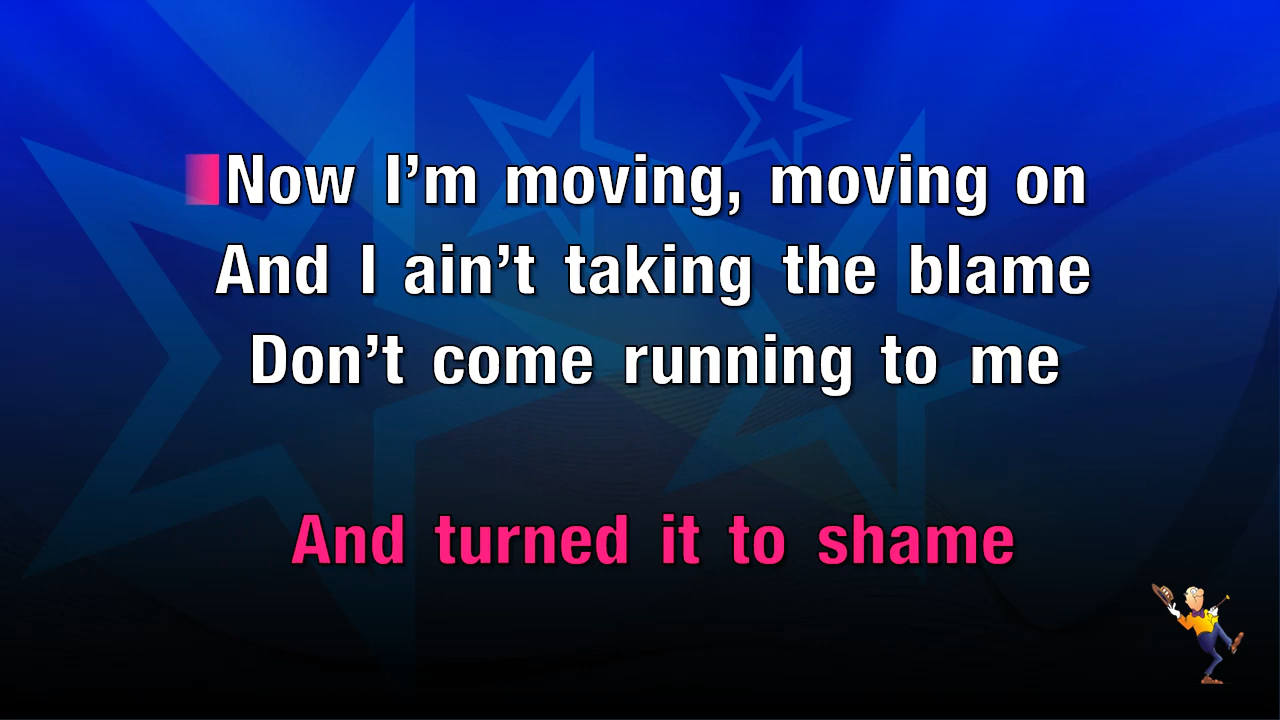 Now I’m moving, moving on
And I ain’t taking the blame
Don’t come running to me
And turned it to shame